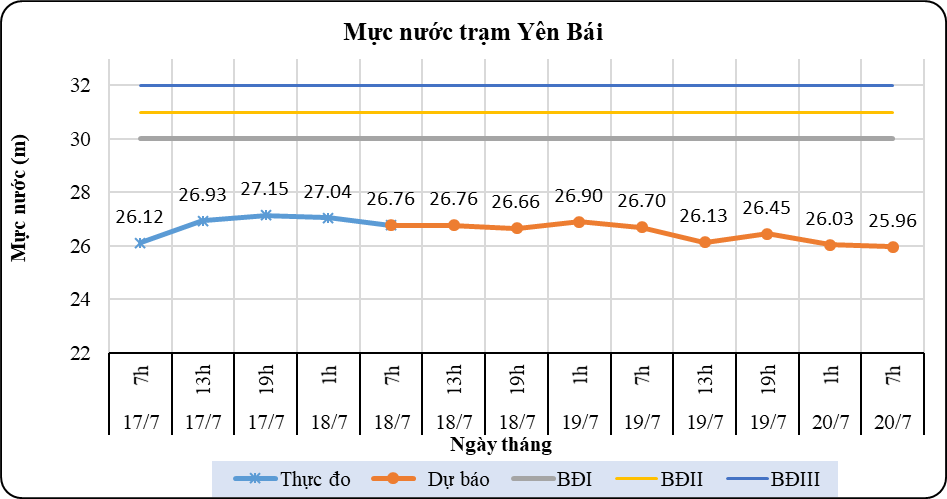 Mực nước trạm Yên Bái
Mực nước (m)
32
30
28
26
24
22
26.12 26.93 27.15 27.04 26.76 26.76 26.66 26.90 26.70 26.13 26.45 26.03 25.96
7h 13h 19h 1h 7h 13h 19h 1h 7h 13h 19h 1h 7h
17/7 17/7 17/7 18/7 18/7 18/7 18/7 19/7 19/7 19/7 19/7 20/7 20/7
Ngày tháng
Thực đo Dự báo BĐI BĐII BĐIII